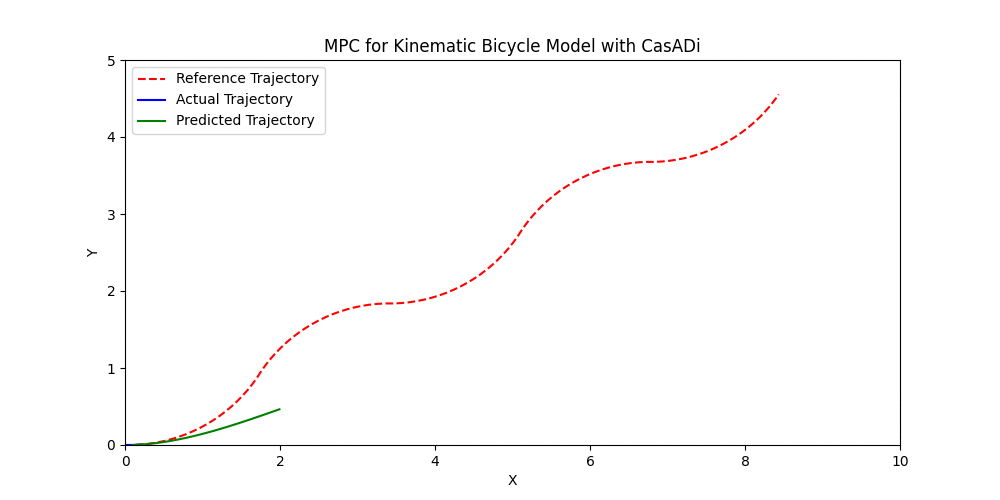 MPC for Kinematic Bicycle Model with CasADi
Reference Trajectory
Actual Trajectory
Predicted Trajectory
5
4
3
2
1
0
Y
0 2 4 6 8 10
X